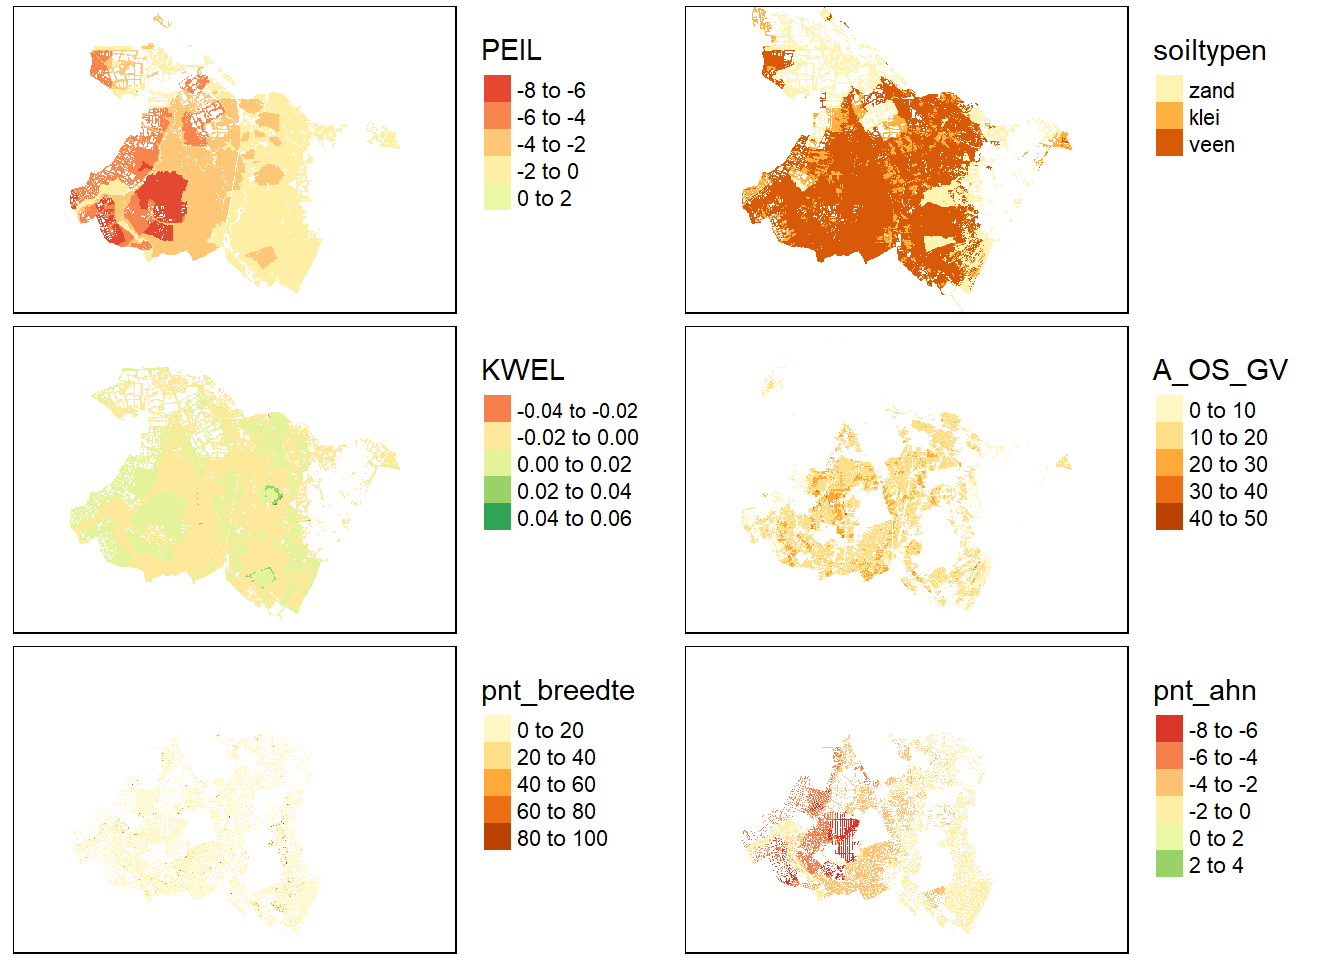 PEIL
-8 to -6
-6 to -4
-4 to -2
-2 to 0
0 to 2
soiltypen
zand
klei
veen
KWEL
-0.04 to -0.02
-0.02 to 0.00
0.00 to 0.02
0.02 to 0.04
0.04 to 0.06
A_OS_GV
0 to 10
10 to 20
20 to 30
30 to 40
40 to 50
pnt_breedte
0 to 20
20 to 40
40 to 60
60 to 80
80 to 100
pnt_ahn
-8 to -6
-6 to -4
-4 to -2
-2 to 0
0 to 2
2 to 4